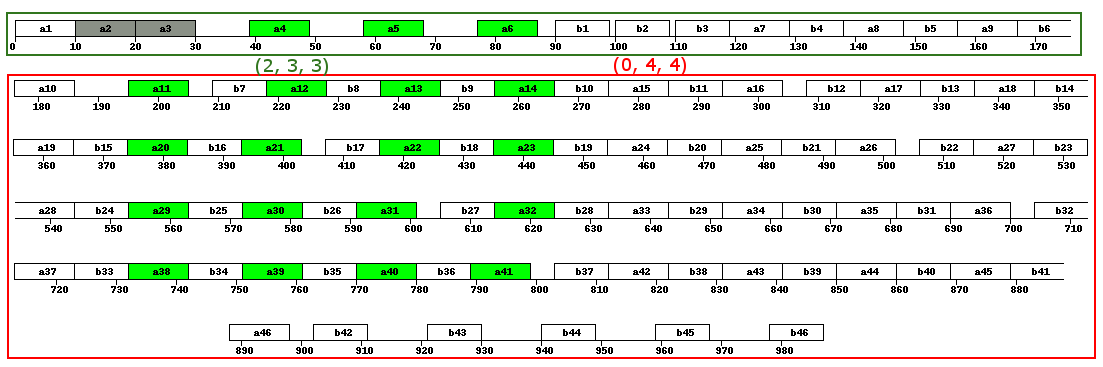 a1 a2 a3 a4 a5 a6 b1 b2 b3 a7 b4 a8 b5 a9 b6
0 10 20 30 40 50 60 70 80 90 100 110 120 130 140 150 160 170
(2, 3, 3) (0, 4, 4)
a10 a11 b7 a12 b8 a13 b9 a14 b10 a15 b11 a16 b12 a17 b13 a18 b14
180 190 200 210 220 230 240 250 260 270 280 290 300 310 320 330 340 350
a19 b15 a20 b16 a21 b17 a22 b18 a23 b19 a24 b20 a25 b21 a26 b22 a27 b23
360 370 380 390 400 410 420 430 440 450 460 470 480 490 500 510 520 530
a28 b24 a29 b25 a30 b26 a31 b27 a32 b28 a33 b29 a34 b30 a35 b31 a36 b32
540 550 560 570 580 590 600 610 620 630 640 650 660 670 680 690 700 710
a37 b33 a38 b34 a39 b35 a40 b36 a41 b37 a42 b38 a43 b39 a44 b40 a45 b41
720 730 740 750 760 770 780 790 800 810 820 830 840 850 860 870 880
a46 b42 b43 b44 b45 b46
890 900 910 920 930 940 950 960 970 980